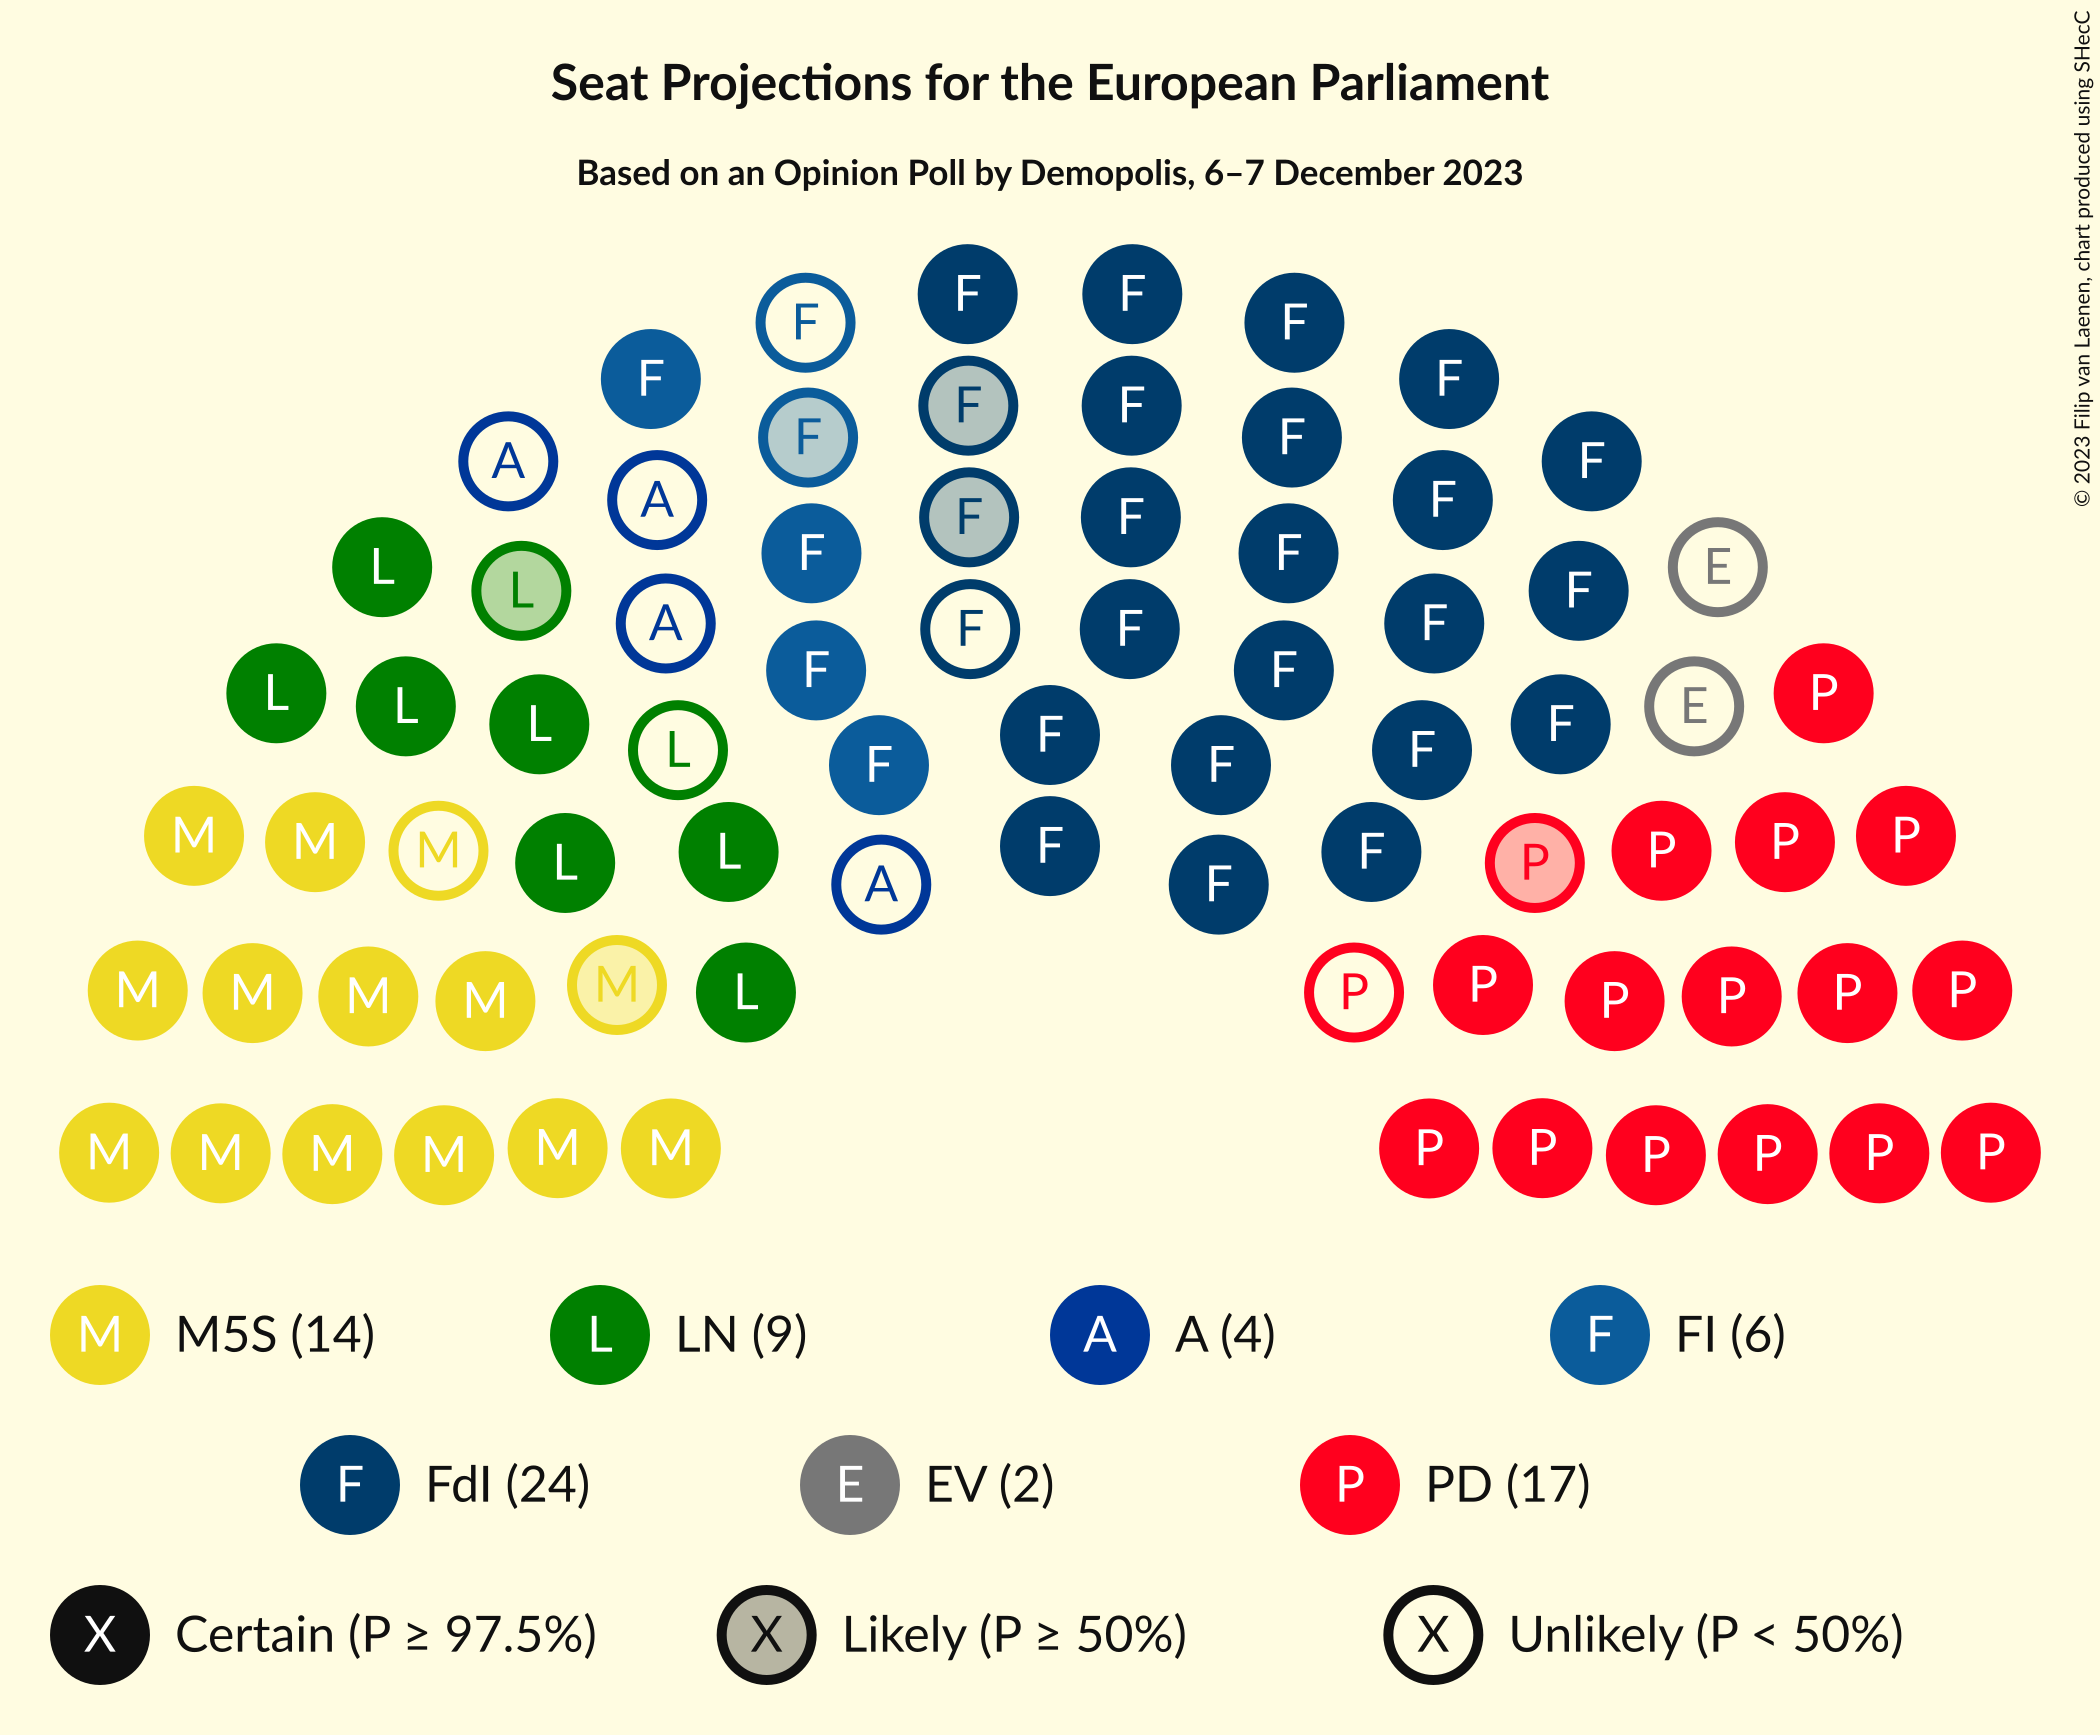 Seat Projections for the European Parliament
Based on an Opinion Poll by Demopolis, 6–7 December 2023
© 2023 Filip van Laenen, chart produced using SHecC
F F F F
F F
F F F F
A F
A F F F
F F F F
L L A F F E
L L L L F F F F E P
F F F
M M M L L A F F F P P P P
M M M M M L P P P P P P
M M M M M M P P P P P P
M M5S (14) L LN (9) A A (4) F FI (6)
F FdI (24) E EV (2) P PD (17)
X Certain (P ≥ 97.5%) X Likely (P ≥ 50%) X Unlikely (P < 50%)